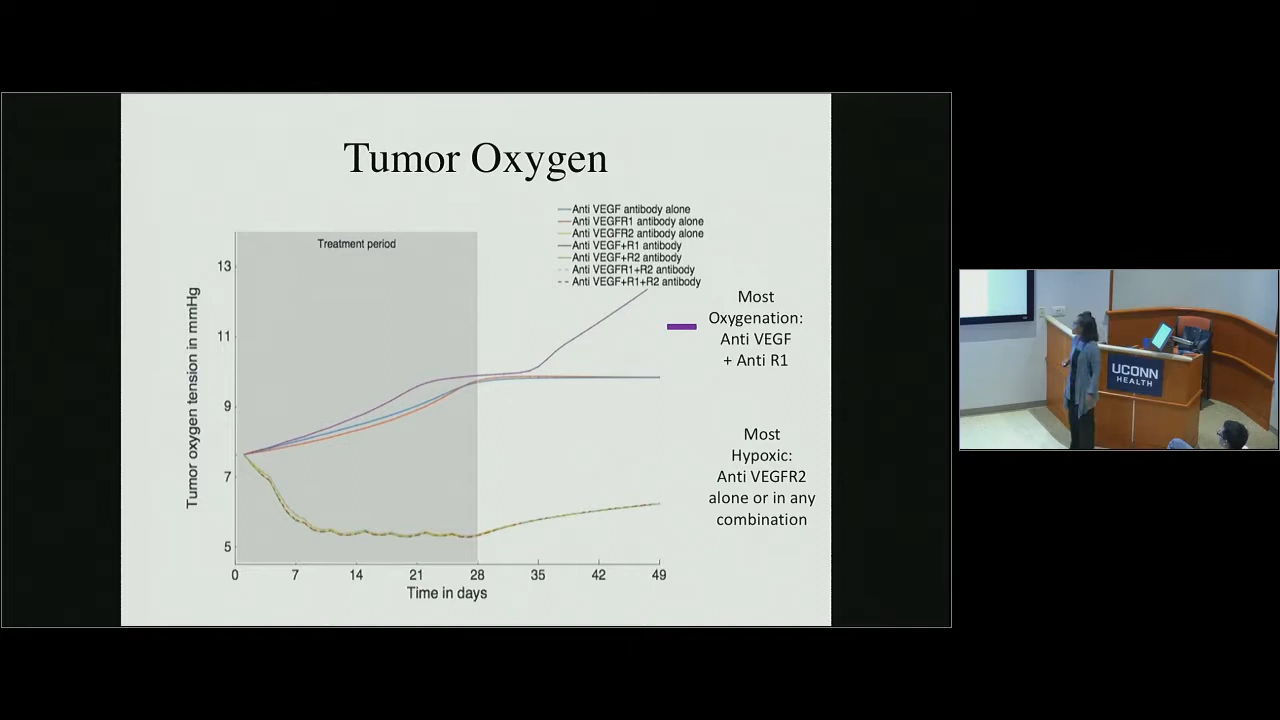 Tumor Oxygen
Anti VEGF antibody alone
Anti VEGFR1 antibody alone
Anti VEGFR2 antibody alone
Anti VEGF+R1 antibody
Anti VEGF+R2 antibody
Anti VEGFR1+R2 antibody
Anti VEGF+R1+R2 antibody
Treatment period
13
11
9
7
5
Tumor oxygen tension in mmHg
0 7 14 21 28 35 42 49
Time in days
Most
Oxygenation:
Anti VEGF
+ Anti R1
Most
Hypoxic:
Anti VEGFR2
alone or in any
combination
UCONN
HEALTH